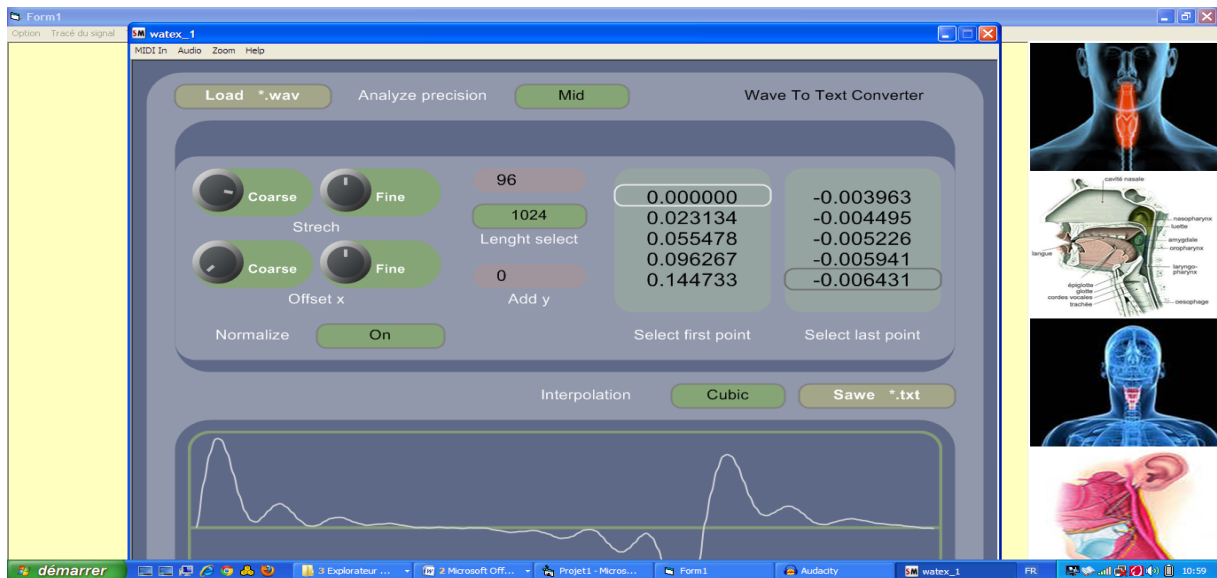 Form1
Option Tracé du signal
watex_1
MIDI In Audio Zoom Help
Load *.wav Analyze precision Mid Wave To Text Converter
Coarse Fine
Strech
Coarse Fine
Offset x
Normalize On
96
1024
Lenght select
0
Add y
0.000000
0.023134
0.055478
0.096267
0.144733
Select first point
-0.003963
-0.004495
-0.005226
-0.005941
-0.006431
Select last point
Interpolation Cubic Sawe *.txt
cavité nasale
nasopharynx
luette
amygdale
oropharynx
langue
laryngo-
pharynx
épiglotte
glotte
cordes vocales
trachée
oesophage
démarrer 3 Explorateur ... 2 Microsoft Off... Projet1 - Micros... Form1 Audacity watex_1 FR 10:59